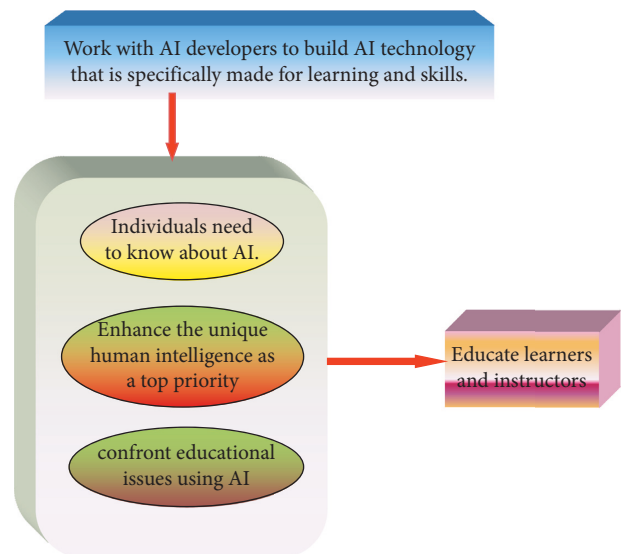 Work with AI developers to build AI technology
that is specifically made for learning and skills.
Individuals need
to know about AI.
Enhance the unique
human intelligence as
a top priority
Educate learners
and instructors
confront educational
issues using AI